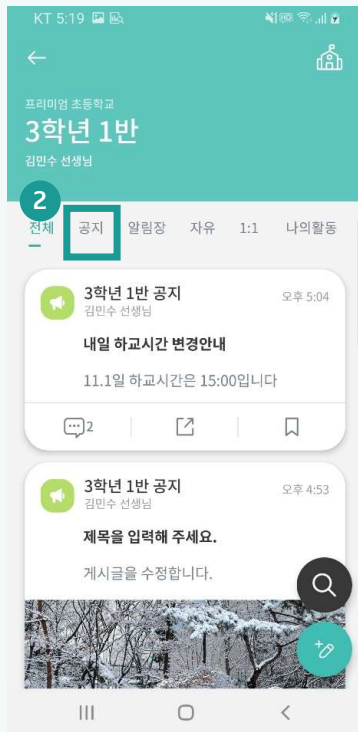 KT 5:19
프리미엄 초등학교
3학년 1반
김민수 선생님
2
전체 공지 알림장 자유 1:1 나의활동
3학년 1반 공지 오후 5:04
김민수 선생님
내일 하교시간 변경안내
11.1일 하교시간은 15:00입니다
2
3학년 1반 공지 오후 4:53
김민수 선생님
제목을 입력해 주세요.
게시글을 수정합니다.